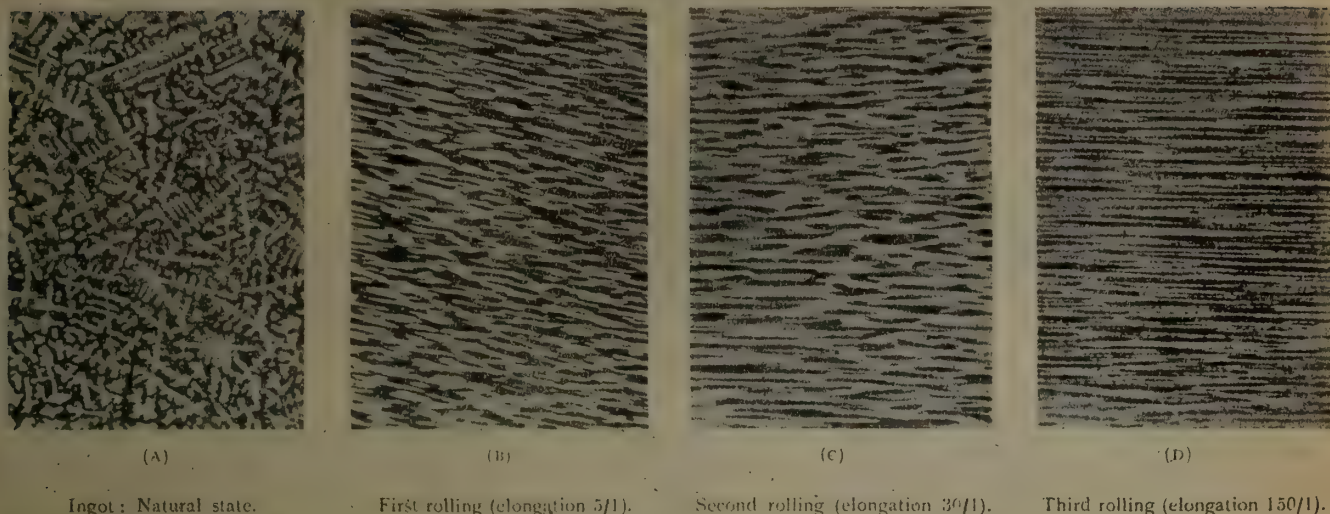 (A) (B) (C) (D)
Ingot: Natural state. First rolling (elongation 5/1). Second rolling (elongation 30/1). Third rolling (elongation 150/1).